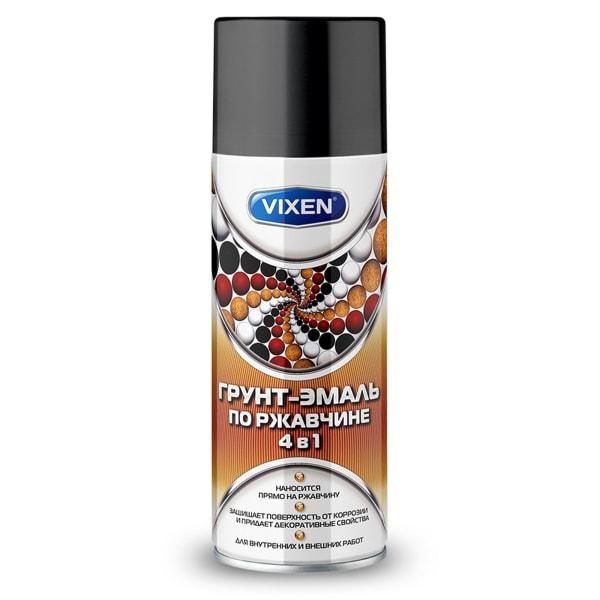 VIXEN®
ГРУНТ-ЭМАЛЬ
ПО РЖАВЧИНЕ
4 в 1
НАНОСИТСЯ
ПРЯМО НА РЖАВЧИНУ
ЗАЩИЩАЕТ ПОВЕРХНОСТЬ ОТ КОРРОЗИИ
И ПРИДАЕТ ДЕКОРАТИВНЫЕ СВОЙСТВА
ДЛЯ ВНУТРЕННИХ И ВНЕШНИХ РАБОТ